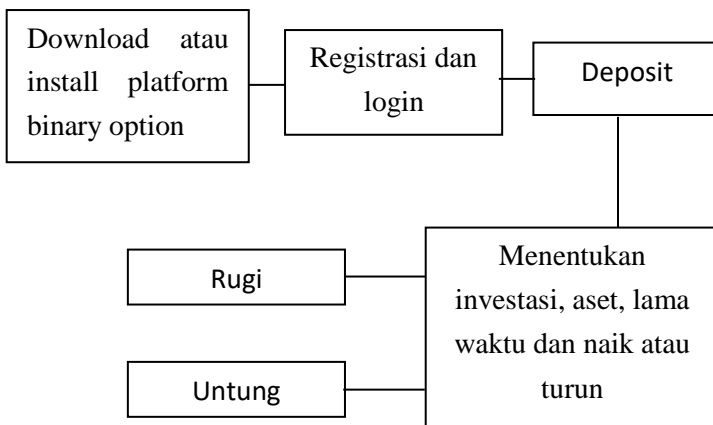 Download atau
install platform
binary option
Registrasi dan
login
Deposit
Menentukan
investasi, aset, lama
waktu dan naik atau
turun
Rugi
Untung